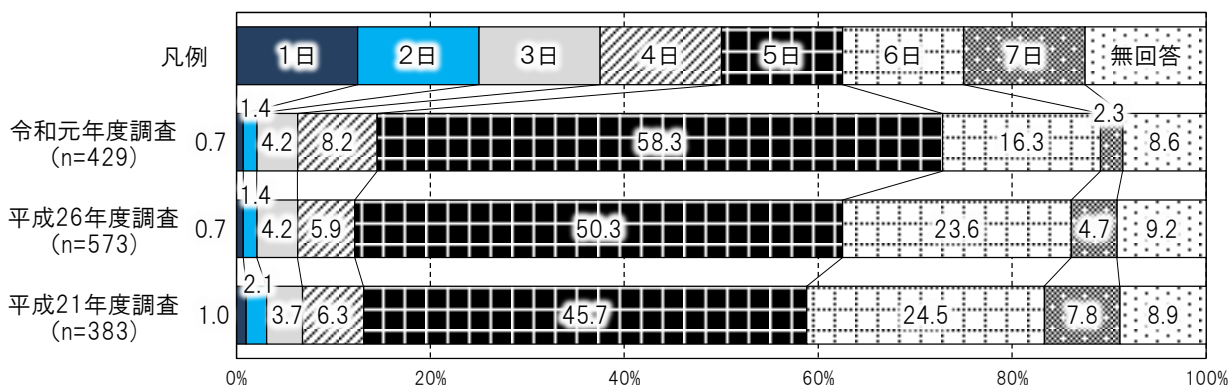 凡例 1日 2日 3日 4日 5日 6日 7日 無回答
1.4 2.3
令和元年度調査
(n=429) 0.7 4.2 8.2 58.3 16.3 8.6
1.4
平成26年度調査
(n=573) 0.7 4.2 5.9 50.3 23.6 4.7 9.2
2.1
平成21年度調査
(n=383) 1.0 3.7 6.3 45.7 24.5 7.8 8.9
0% 20% 40% 60% 80% 100%